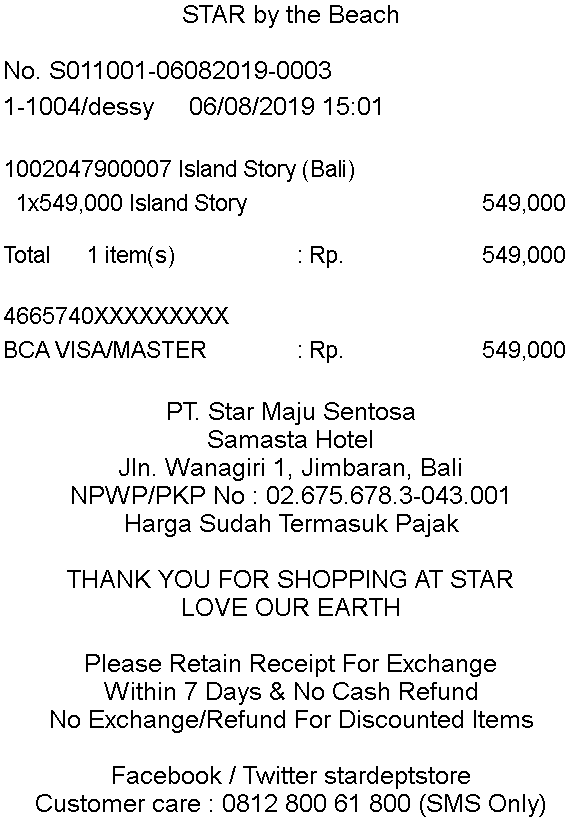 STAR by the Beach
No. S011001-06082019-0003
1-1004/dessy 06/08/2019 15:01
1002047900007 Island Story (Bali)
1x549,000 Island Story 549,000
Total 1 item(s) : Rp. 549,000
4665740XXXXXXXXX
BCA VISA/MASTER : Rp. 549,000
PT. Star Maju Sentosa
Samasta Hotel
Jln. Wanagiri 1, Jimbaran, Bali
NPWP/PKP No : 02.675.678.3-043.001
Harga Sudah Termasuk Pajak
THANK YOU FOR SHOPPING AT STAR
LOVE OUR EARTH
Please Retain Receipt For Exchange
Within 7 Days & No Cash Refund
No Exchange/Refund For Discounted Items
Facebook / Twitter stardeptstore
Customer care : 0812 800 61 800 (SMS Only)